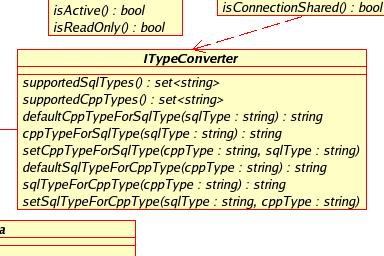 isActive() : bool
isReadOnly() : bool
isConnectionShared() : bool
ITypeConverter
supportedSqlTypes() : set<string>
supportedCppTypes() : set<string>
defaultCppTypeForSqlType(sqlType : string) : string
cppTypeForSqlType(sqlType : string) : string
setCppTypeForSqlType(cppType : string, sqlType : string)
defaultSqlTypeForCppType(cppType : string) : string
sqlTypeForCppType(cppType : string) : string
setSqlTypeForCppType(sqlType : string, cppType : string)
a